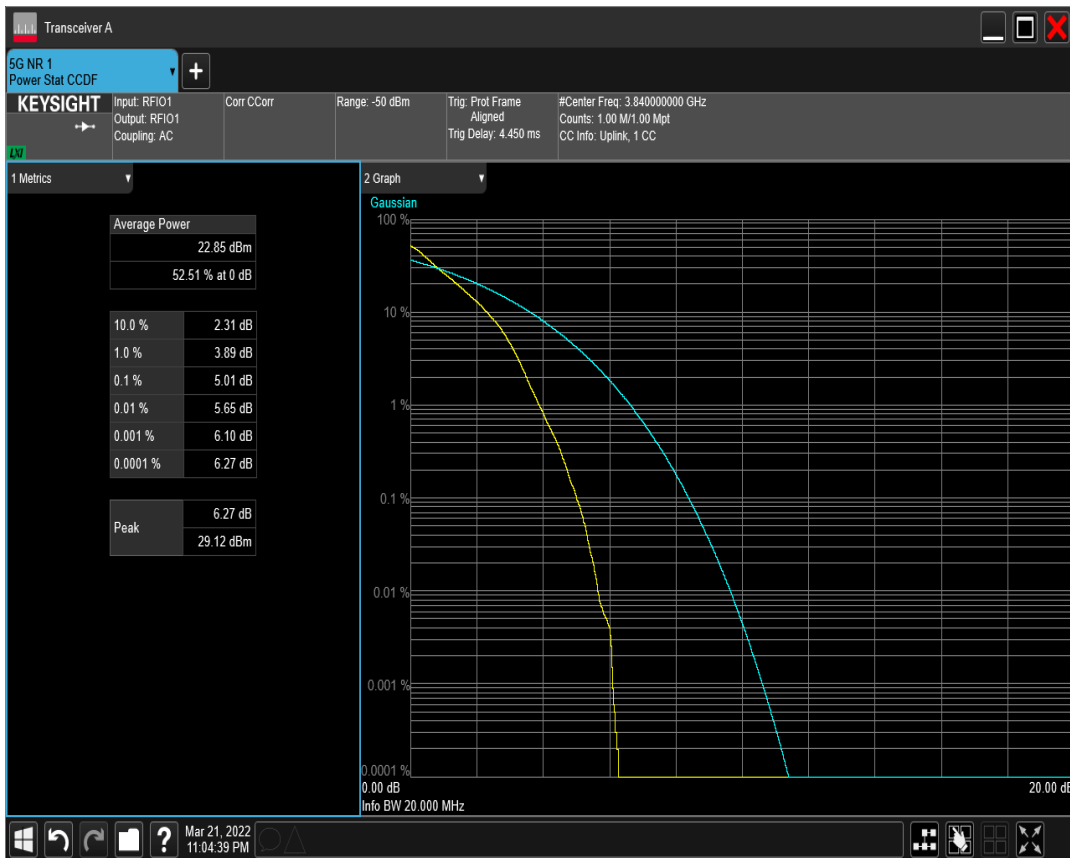 Transceiver A
5G NR 1
Power Stat CCDF
KEYSIGHT
LXI
Input: RFIO1
Output: RFIO1
Coupling: AC
Corr CCorr
Range: -50 dBm
Trig: Prot Frame
Aligned
Trig Delay: 4.450 ms
#Center Freq: 3.840000000 GHz
Counts: 1.00 M/1.00 Mpt
CC Info: Uplink, 1 CC
1 Metrics
Average Power
22.85 dBm
52.51 % at 0 dB
10.0 % 2.31 dB
1.0 % 3.89 dB
0.1 % 5.01 dB
0.01 % 5.65 dB
0.001 % 6.10 dB
0.0001 % 6.27 dB
Peak
6.27 dB
29.12 dBm
2 Graph
Gaussian
100 %
10 %
1 %
0.1 %
0.01 %
0.001 %
0.0001 %
0.00 dB 20.00 dB
Info BW 20.000 MHz
?
Mar 21, 2022
11:04:39 PM